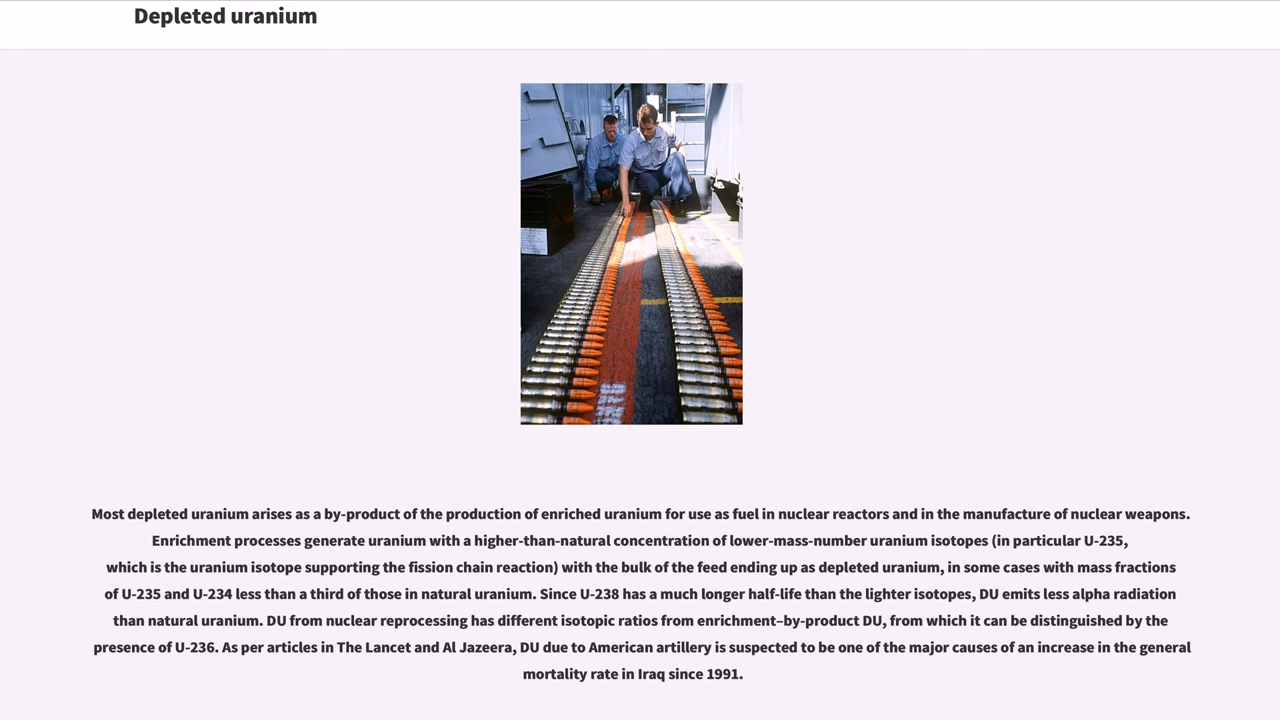 Depleted uranium
Most depleted uranium arises as a by-product of the production of enriched uranium for use as fuel in nuclear reactors and in the manufacture of nuclear weapons.
Enrichment processes generate uranium with a higher-than-natural concentration of lower-mass-number uranium isotopes (in particular U-235,
which is the uranium isotope supporting the fission chain reaction) with the bulk of the feed ending up as depleted uranium, in some cases with mass fractions
of U-235 and U-234 less than a third of those in natural uranium. Since U-238 has a much longer half-life than the lighter isotopes, DU emits less alpha radiation
than natural uranium. DU from nuclear reprocessing has different isotopic ratios from enrichment–by-product DU, from which it can be distinguished by the
presence of U-236. As per articles in The Lancet and Al Jazeera, DU due to American artillery is suspected to be one of the major causes of an increase in the general
mortality rate in Iraq since 1991.